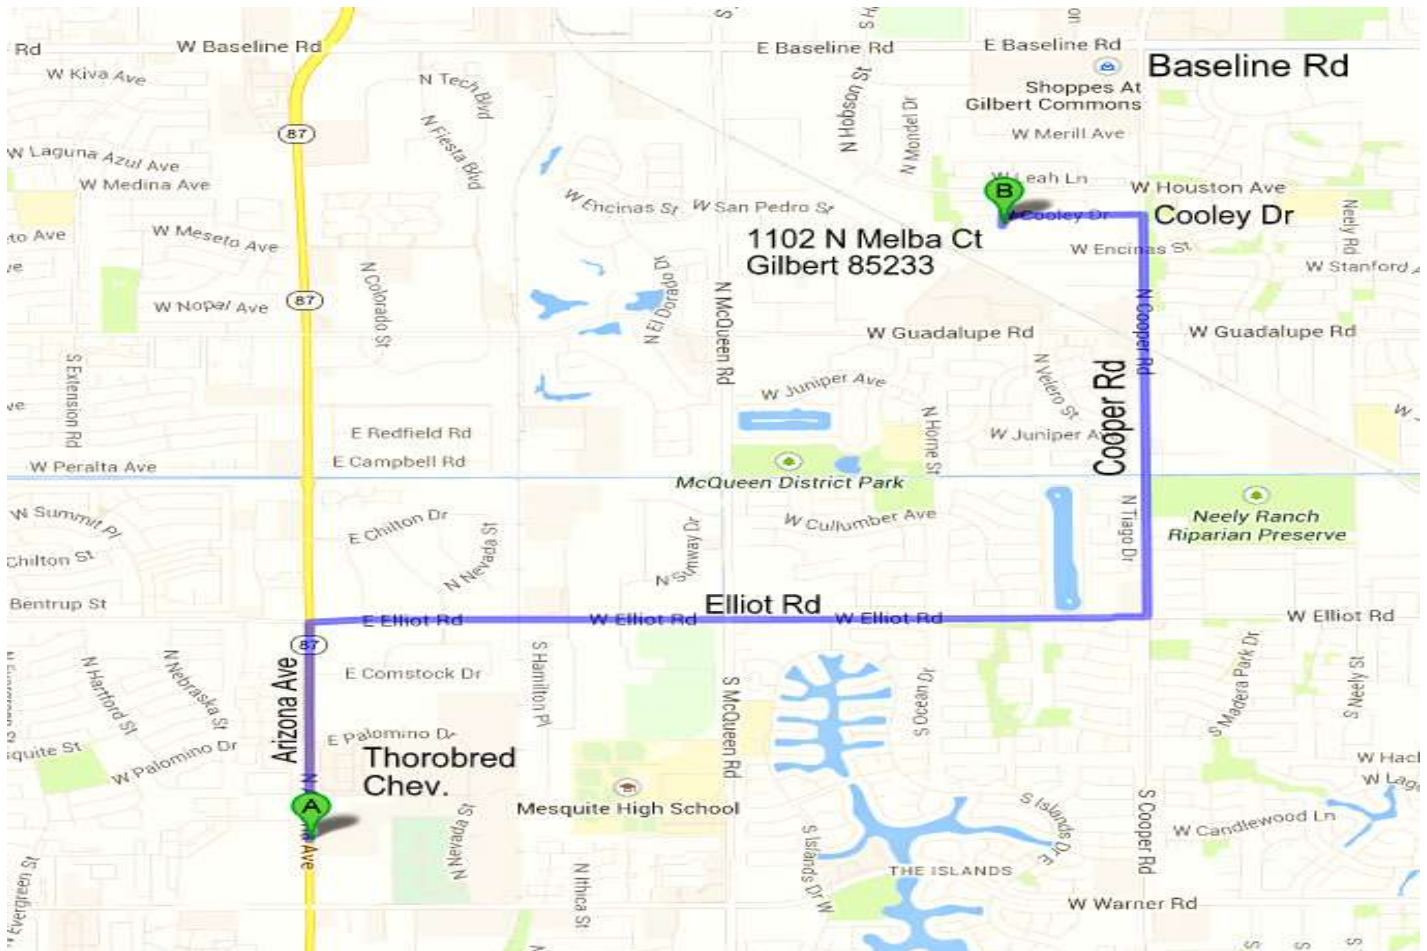 Rd
W Baseline Rd
E Baseline Rd
E Baseline Rd
Baseline Rd
W Kiva Ave
N Tech Blvd
Shoppes At
Gilbert Commons
N Hobson St
N Mondel Dr
87
N Fiesta Blvd
W Merill Ave
W Laguna Azul Ave
W Medina Ave
W Leah Ln
W Houston Ave
B
W Encinas St
W San Pedro St
W Cooley Dr
Cooley Dr
Neely Rd
W Meseto Ave
1102 N Melba Ct
Gilbert 85233
W Encinas St
W Stanford A
N Colorado St
N El Dorado Dr
N McQueen Rd
N Cooper Rd
W Nopal Ave
87
W Guadalupe Rd
W Guadalupe Rd
S Extension Rd
W Juniper Ave
N Velero St
Cooper Rd
N Horne St
E Redfield Rd
W Juniper A
W Peralta Ave
E Campbell Rd
McQueen District Park
W Summit Pl
E Chilton Dr
N Nevada St
N Sunway Dr
W Cullumber Ave
N Tiago Dr
Neely Ranch
Riparian Preserve
Chilton St
Bentrup St
Elliot Rd
E Elliot Rd
W Elliot Rd
W Elliot Rd
W Elliot Rd
87
N Hartford St
N Nebraska St
Arizona Ave
E Comstock Dr
S Hamilton Pl
S McQueen Rd
S Ocean Dr
S Madera Park Dr
S Neely St
quite St
W Palomino Dr
E Palomino Dr
Thorobred
Chev.
A
Ave
Mesquite High School
N Nevada St
S Islands Dr E
S Cooper Rd
W Candlewood Ln
S Islands Dr W
THE ISLANDS
N Ithica St
W Warner Rd
Evergreen St